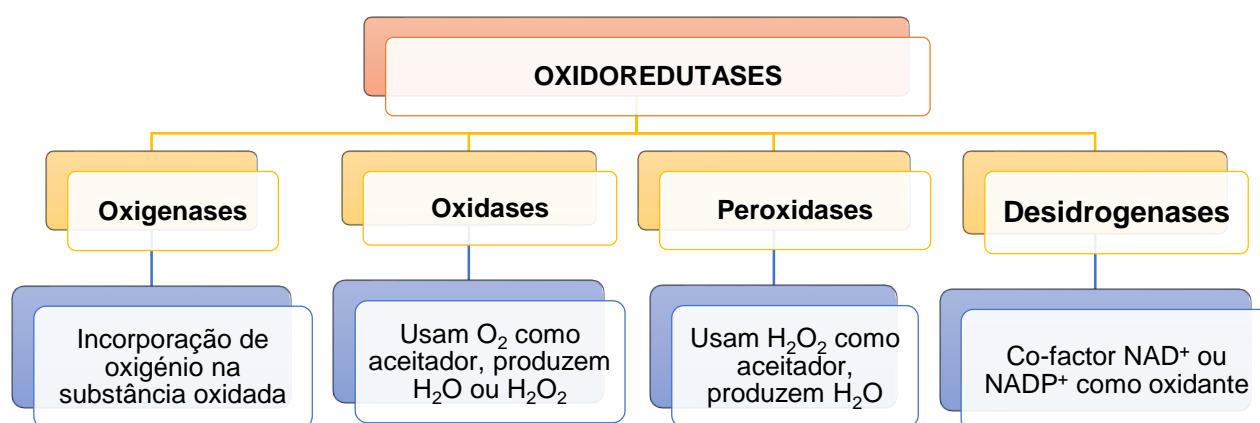 OXIDOREDUTASES
Oxigenases
Oxidases
Peroxidases
Desidrogenases
Incorporação de
oxigénio na
substância oxidada
Usam O₂ como
aceitador, produzem
H₂O ou H₂O₂
Usam H₂O₂ como
aceitador,
produzem H₂O
Co-factor NAD⁺ ou
NADP⁺ como oxidante